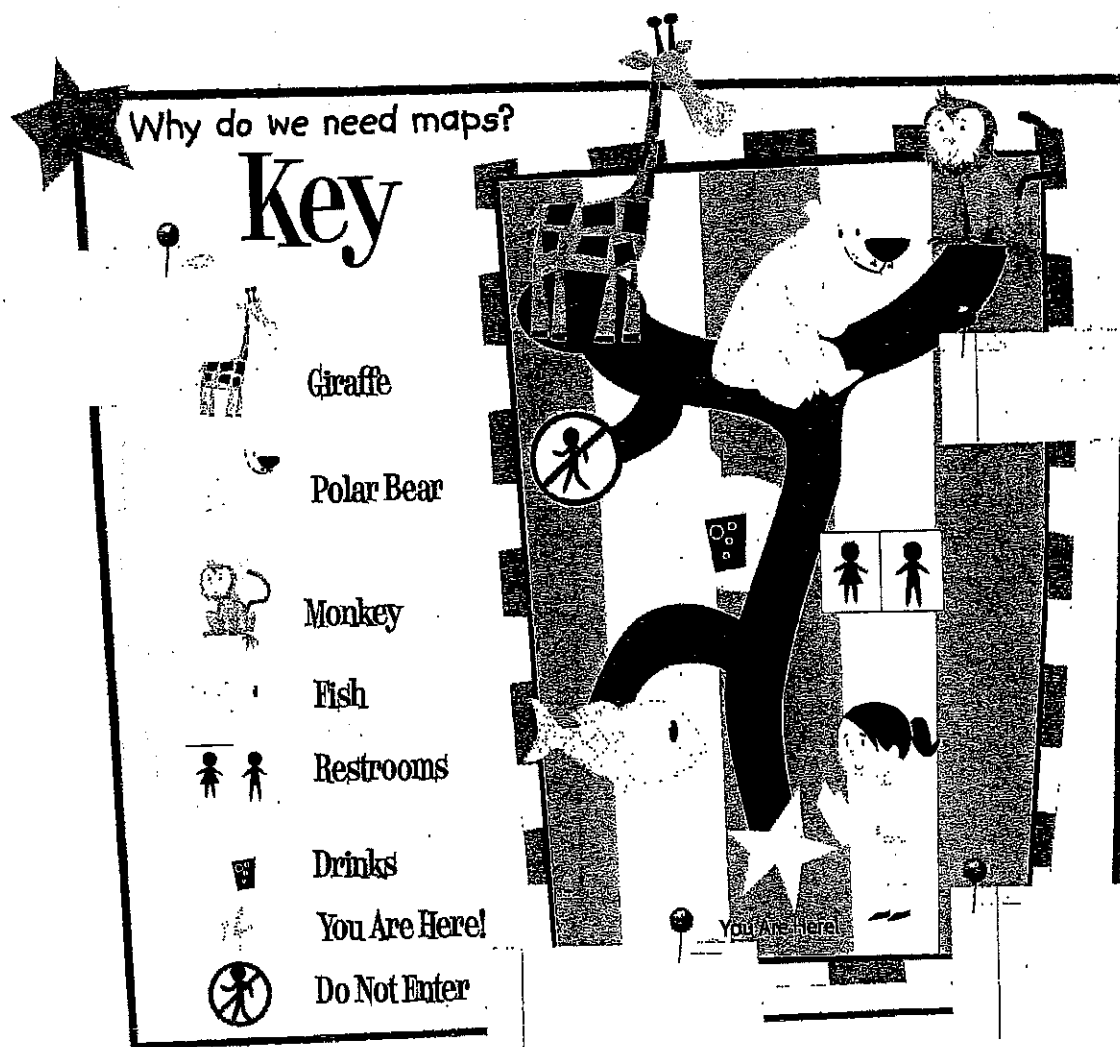 Why do we need maps?
Key
Giraffe
Polar Bear
Monkey
Fish
Restrooms
Drinks
You Are Here!
Do Not Enter
You Are Here!